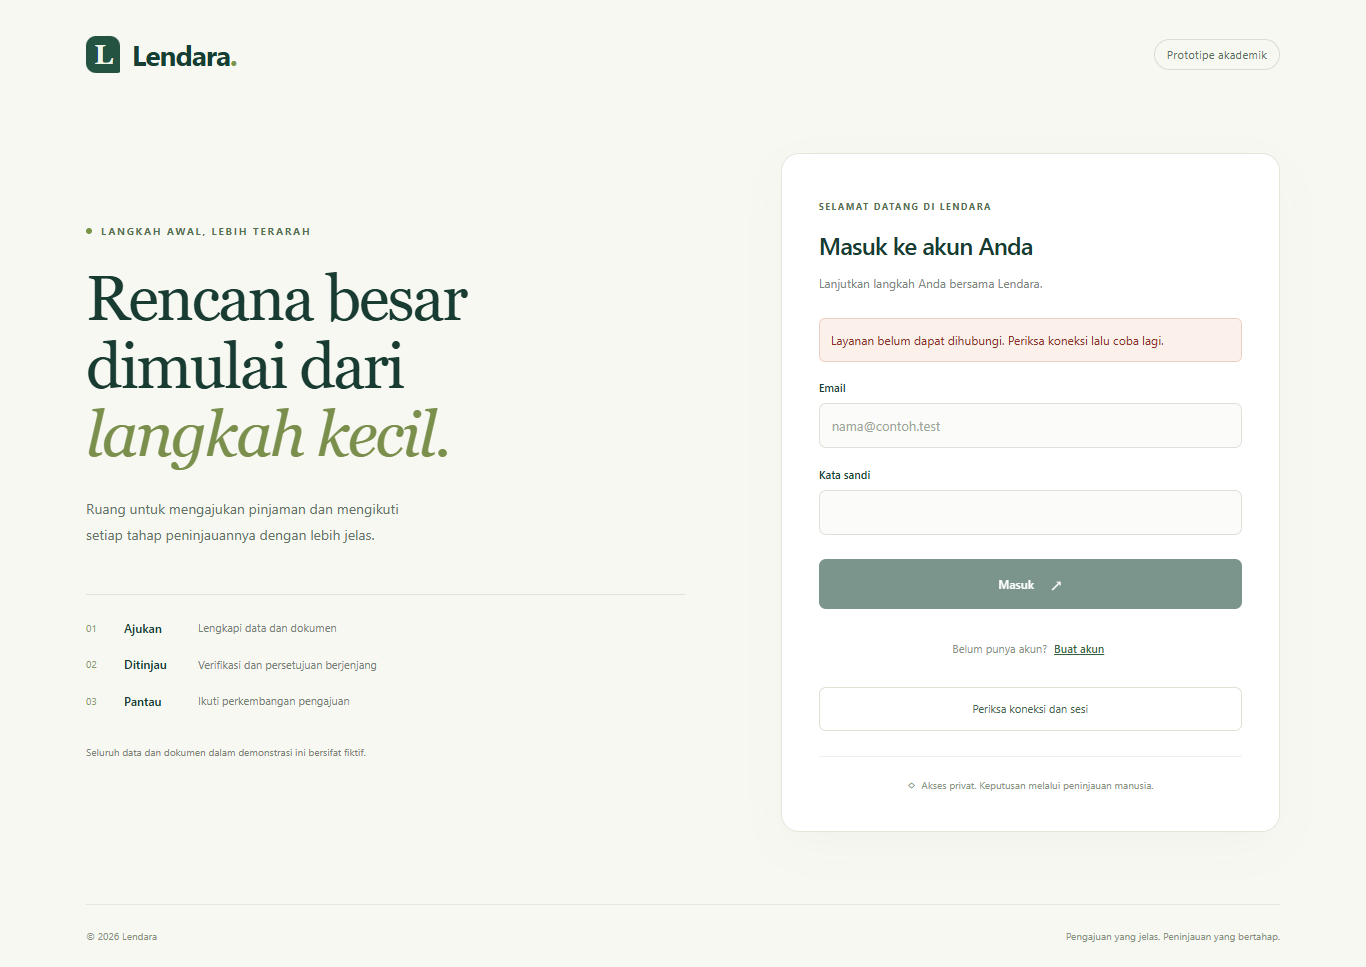 L Lendara.
Prototipe akademik
LANGKAH AWAL, LEBIH TERARAH
Rencana besar
dimulai dari
langkah kecil.
Ruang untuk mengajukan pinjaman dan mengikuti
setiap tahap peninjauannya dengan lebih jelas.
01 Ajukan Lengkapi data dan dokumen
02 Ditinjau Verifikasi dan persetujuan berjenjang
03 Pantau Ikuti perkembangan pengajuan
Seluruh data dan dokumen dalam demonstrasi ini bersifat fiktif.
SELAMAT DATANG DI LENDARA
Masuk ke akun Anda
Lanjutkan langkah Anda bersama Lendara.
Layanan belum dapat dihubungi. Periksa koneksi lalu coba lagi.
Email
nama@contoh.test
Kata sandi
Masuk ↗
Belum punya akun? Buat akun
Periksa koneksi dan sesi
◇ Akses privat. Keputusan melalui peninjauan manusia.
© 2026 Lendara
Pengajuan yang jelas. Peninjauan yang bertahap.